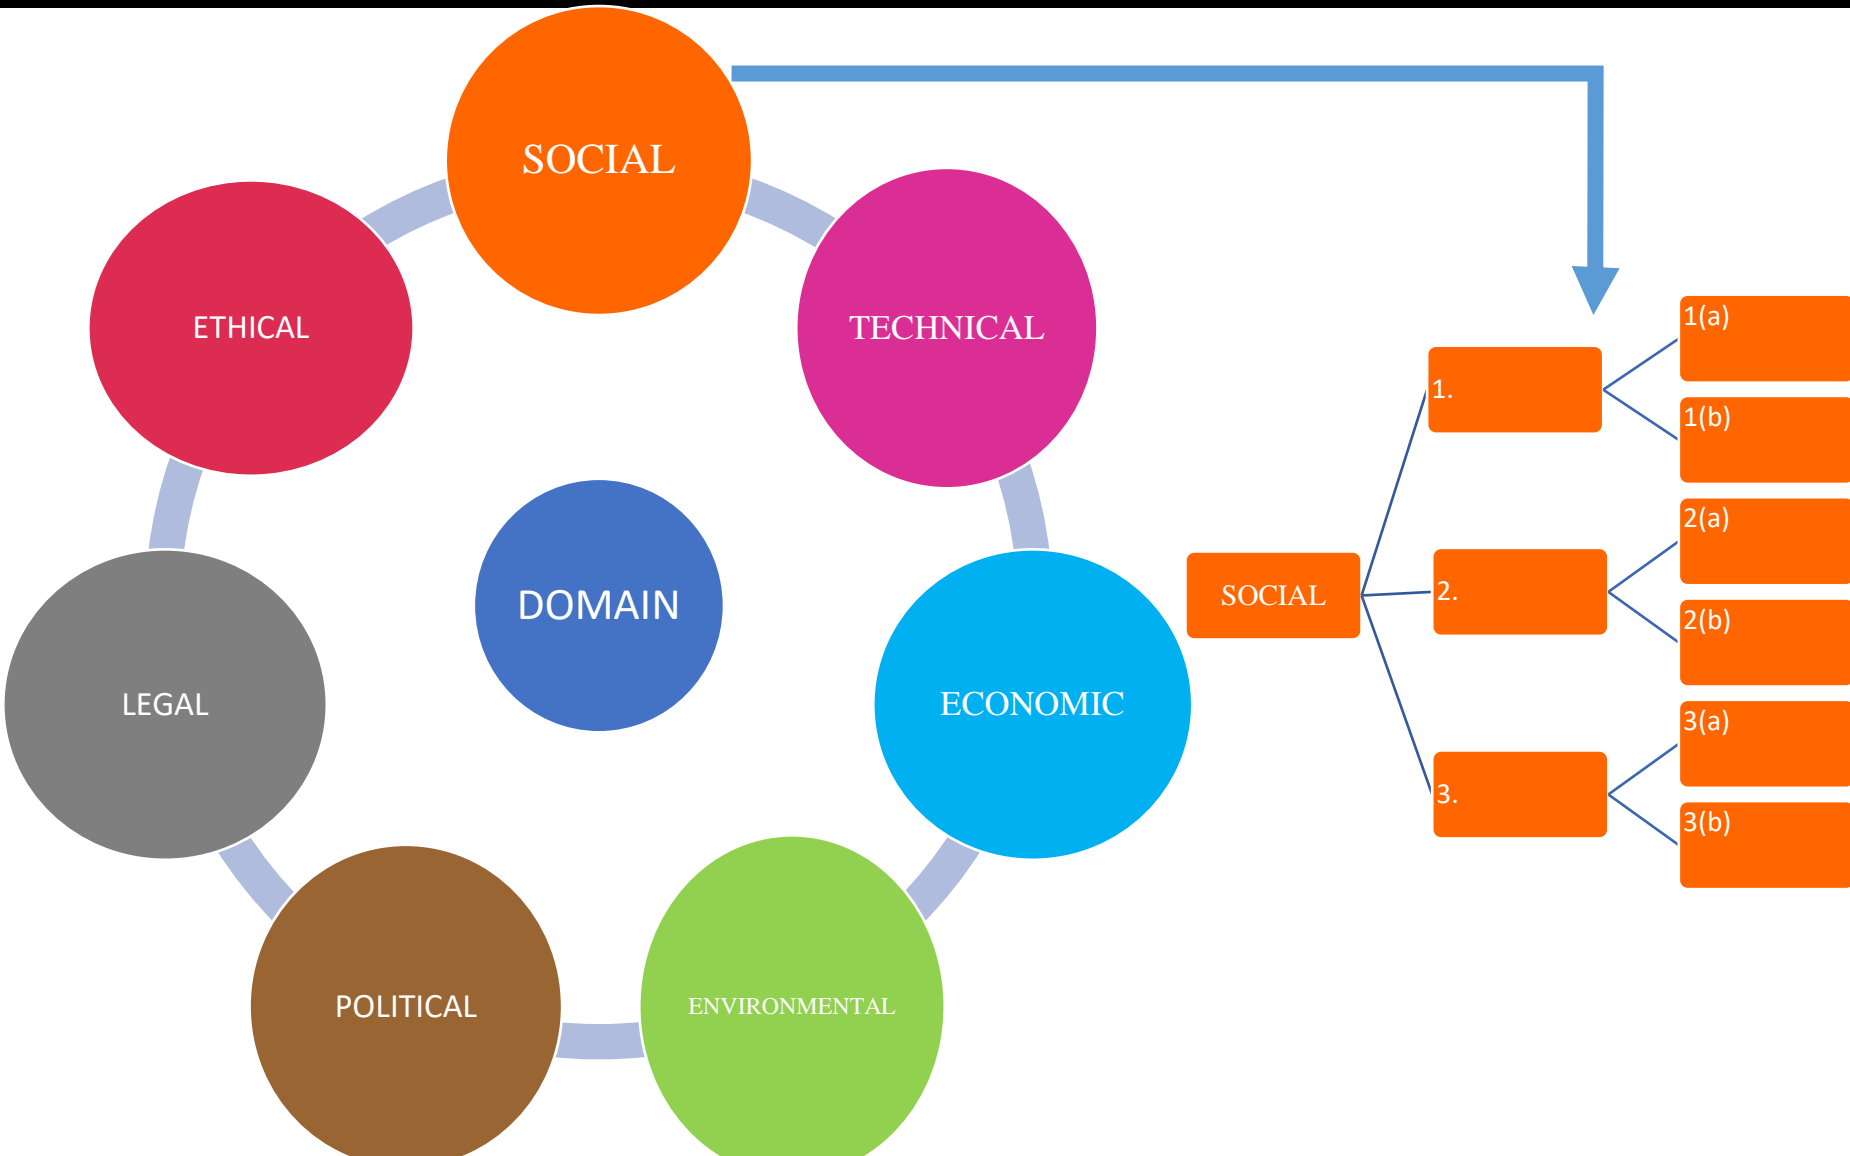 SOCIAL
ETHICAL
TECHNICAL
DOMAIN
LEGAL
ECONOMIC
POLITICAL
ENVIRONMENTAL
SOCIAL
1.
1(a)
1(b)
2.
2(a)
2(b)
3.
3(a)
3(b)